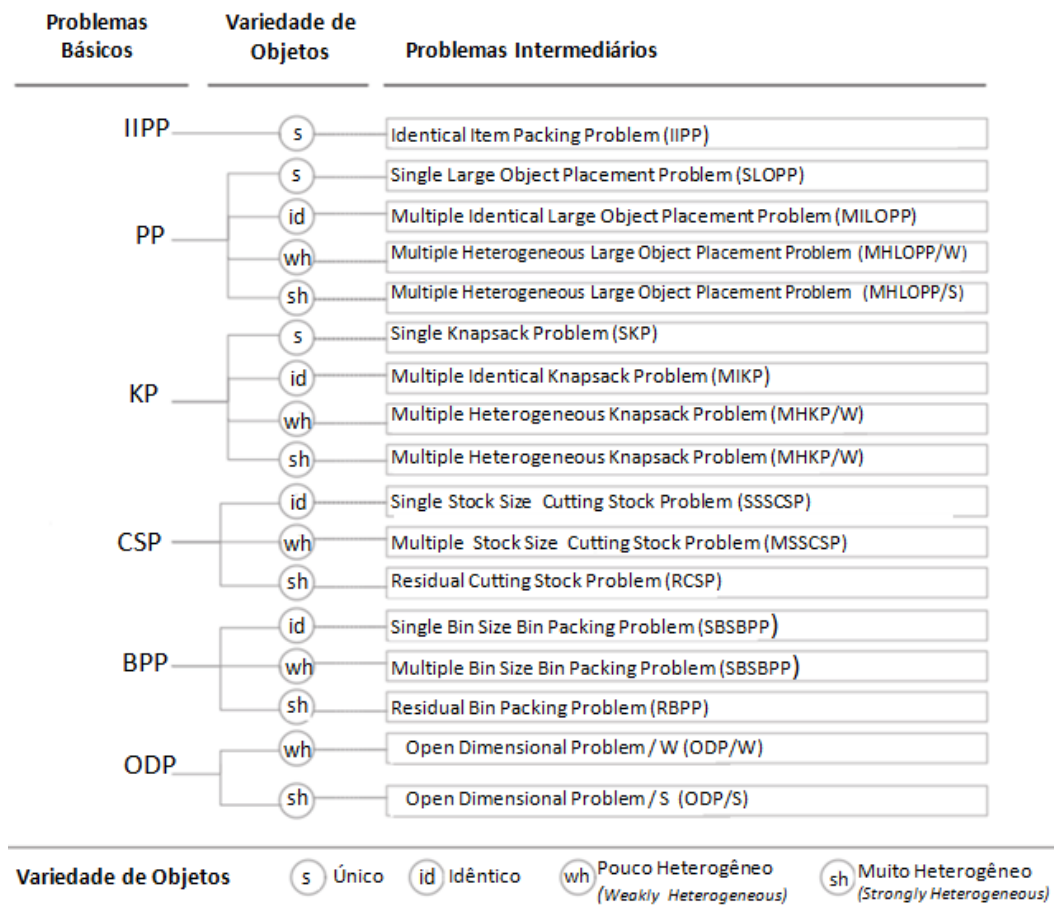 Problemas Básicos
Variedade de Objetos
Problemas Intermediários
IIPP
s
Identical Item Packing Problem (IIPP)
PP
s
Single Large Object Placement Problem (SLOPP)
id
Multiple Identical Large Object Placement Problem (MILOPP)
wh
Multiple Heterogeneous Large Object Placement Problem (MHLOPP/W)
sh
Multiple Heterogeneous Large Object Placement Problem (MHLOPP/S)
KP
s
Single Knapsack Problem (SKP)
id
Multiple Identical Knapsack Problem (MIKP)
wh
Multiple Heterogeneous Knapsack Problem (MHKP/W)
sh
Multiple Heterogeneous Knapsack Problem (MHKP/W)
CSP
id
Single Stock Size Cutting Stock Problem (SSSCSP)
wh
Multiple Stock Size Cutting Stock Problem (MSSCSP)
sh
Residual Cutting Stock Problem (RCSP)
BPP
id
Single Bin Size Bin Packing Problem (SBSBPP)
wh
Multiple Bin Size Bin Packing Problem (SBSBPP)
sh
Residual Bin Packing Problem (RBPP)
ODP
wh
Open Dimensional Problem / W (ODP/W)
sh
Open Dimensional Problem / S (ODP/S)
Variedade de Objetos
s Único
id Idêntico
wh Pouco Heterogêneo
(Weakly Heterogeneous)
sh Muito Heterogêneo
(Strongly Heterogeneous)